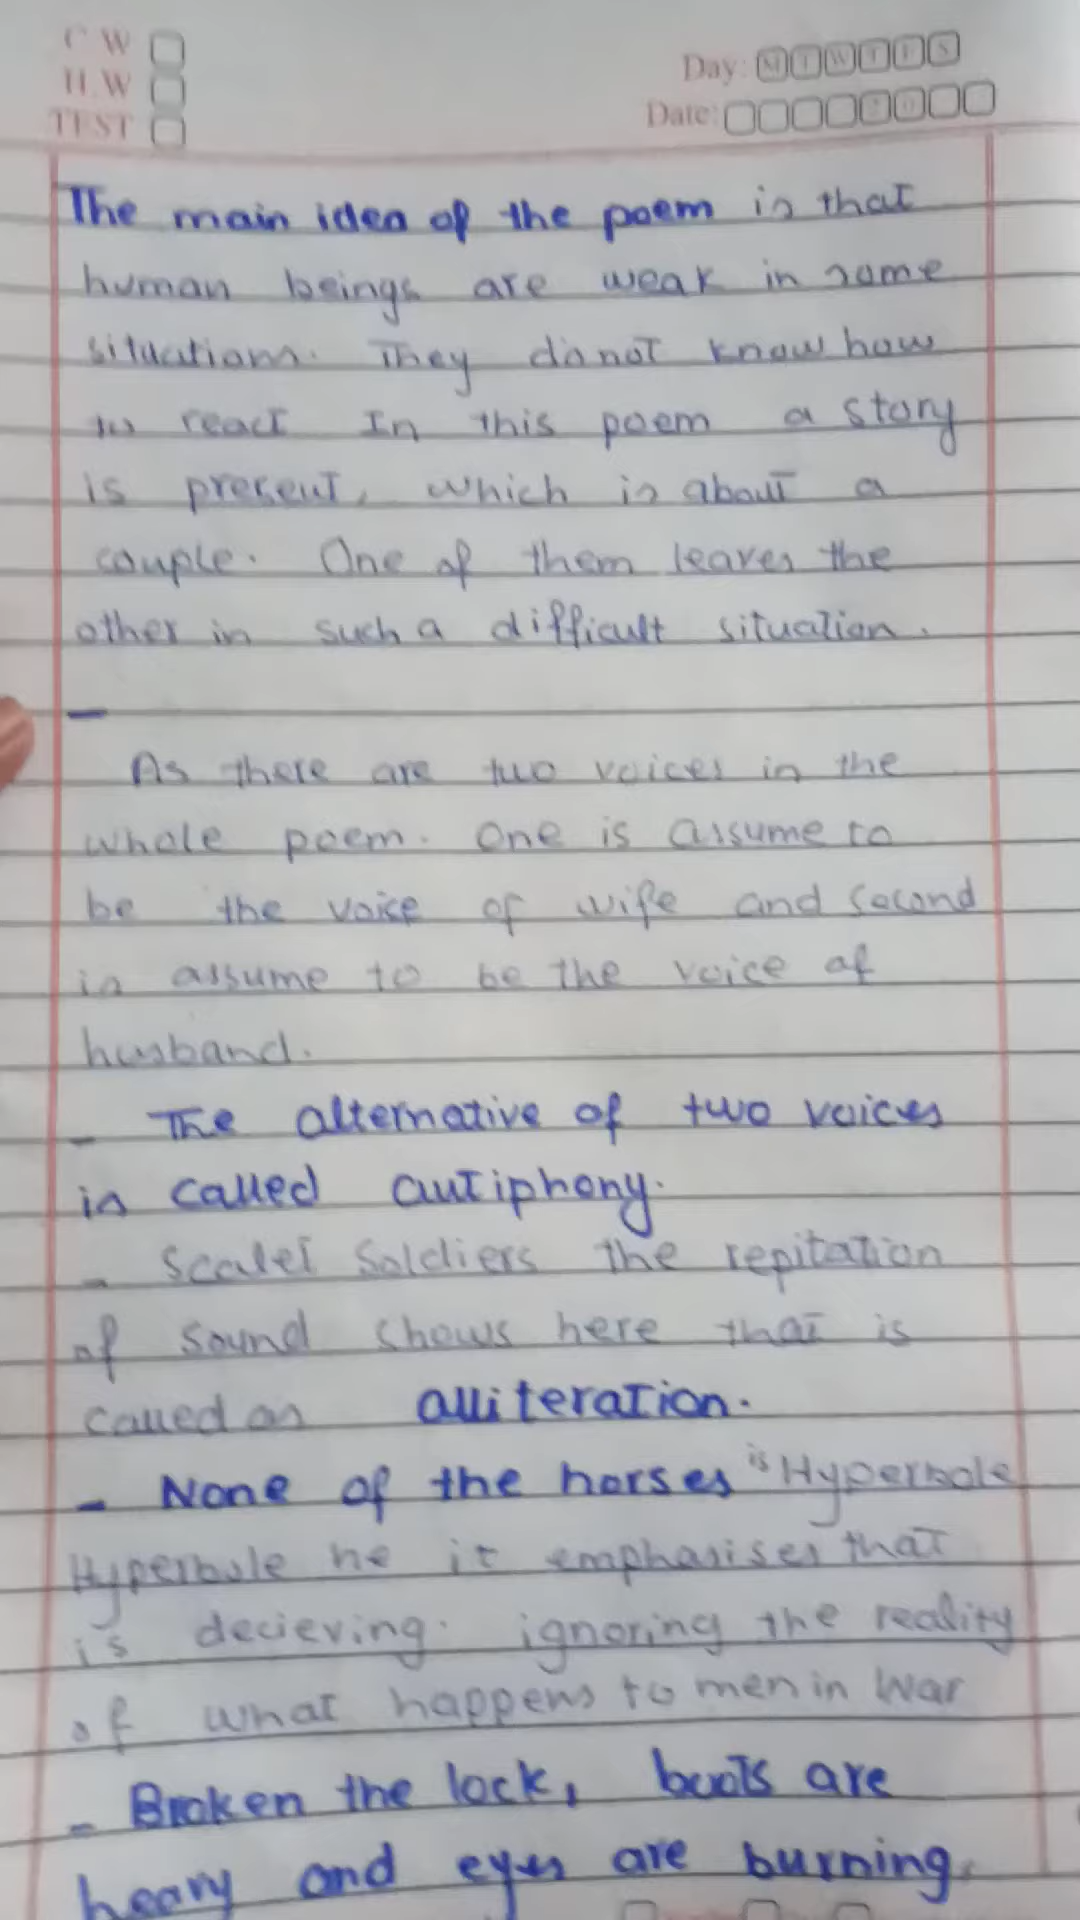 C W
H.W
TEST
Day: M T W T F S
Date: 2 0
The main idea of the poem is that
human beings are weak in some
situations. They do not know how
to react In this poem a story
is present, which is about a
couple. One of them leaves the
other in such a difficult situation.
-
As there are two voices in the
whole poem. One is assume to
be the voice of wife and second
is assume to be the voice of
husband.
- The alternative of two voices
is called antiphony.
- Scalet Soldiers the repitation
of sound shows here that is
called as alliteration.
- None of the horses is Hyperbole
Hyperbole he it emphasises that
is decieving. ignoring the reality
of what happens to men in war
- Broken the lock, boots are
heavy and eyes are burning.